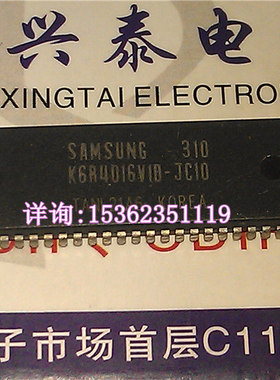 兴泰电
XINGTAI ELECTRO
SAMSUNG 310
K6R4016V1D-JC10
KOREA
详询:15362351119
子市场首层C11